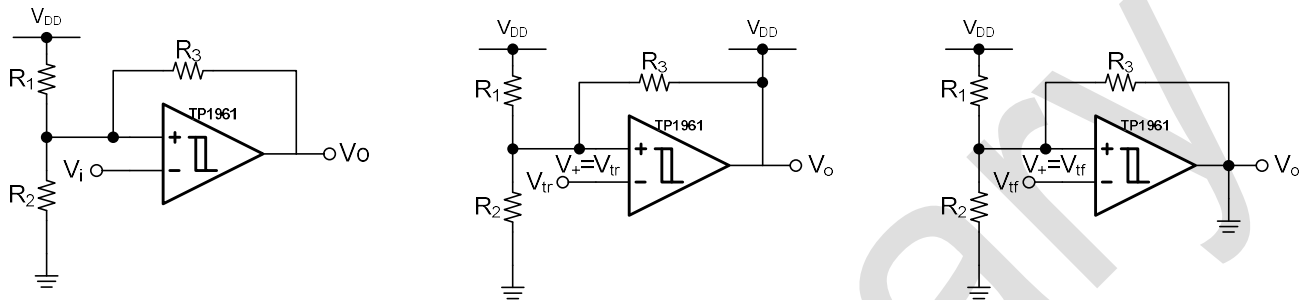 VDD
R3
R1
TP1961
Vi
Vo
R2
VDD
VDD
R3
R1
TP1961
V+=Vtr
Vtr
Vo
R2
VDD
R3
R1
TP1961
V+=Vtf
Vtf
Vo
R2
ary